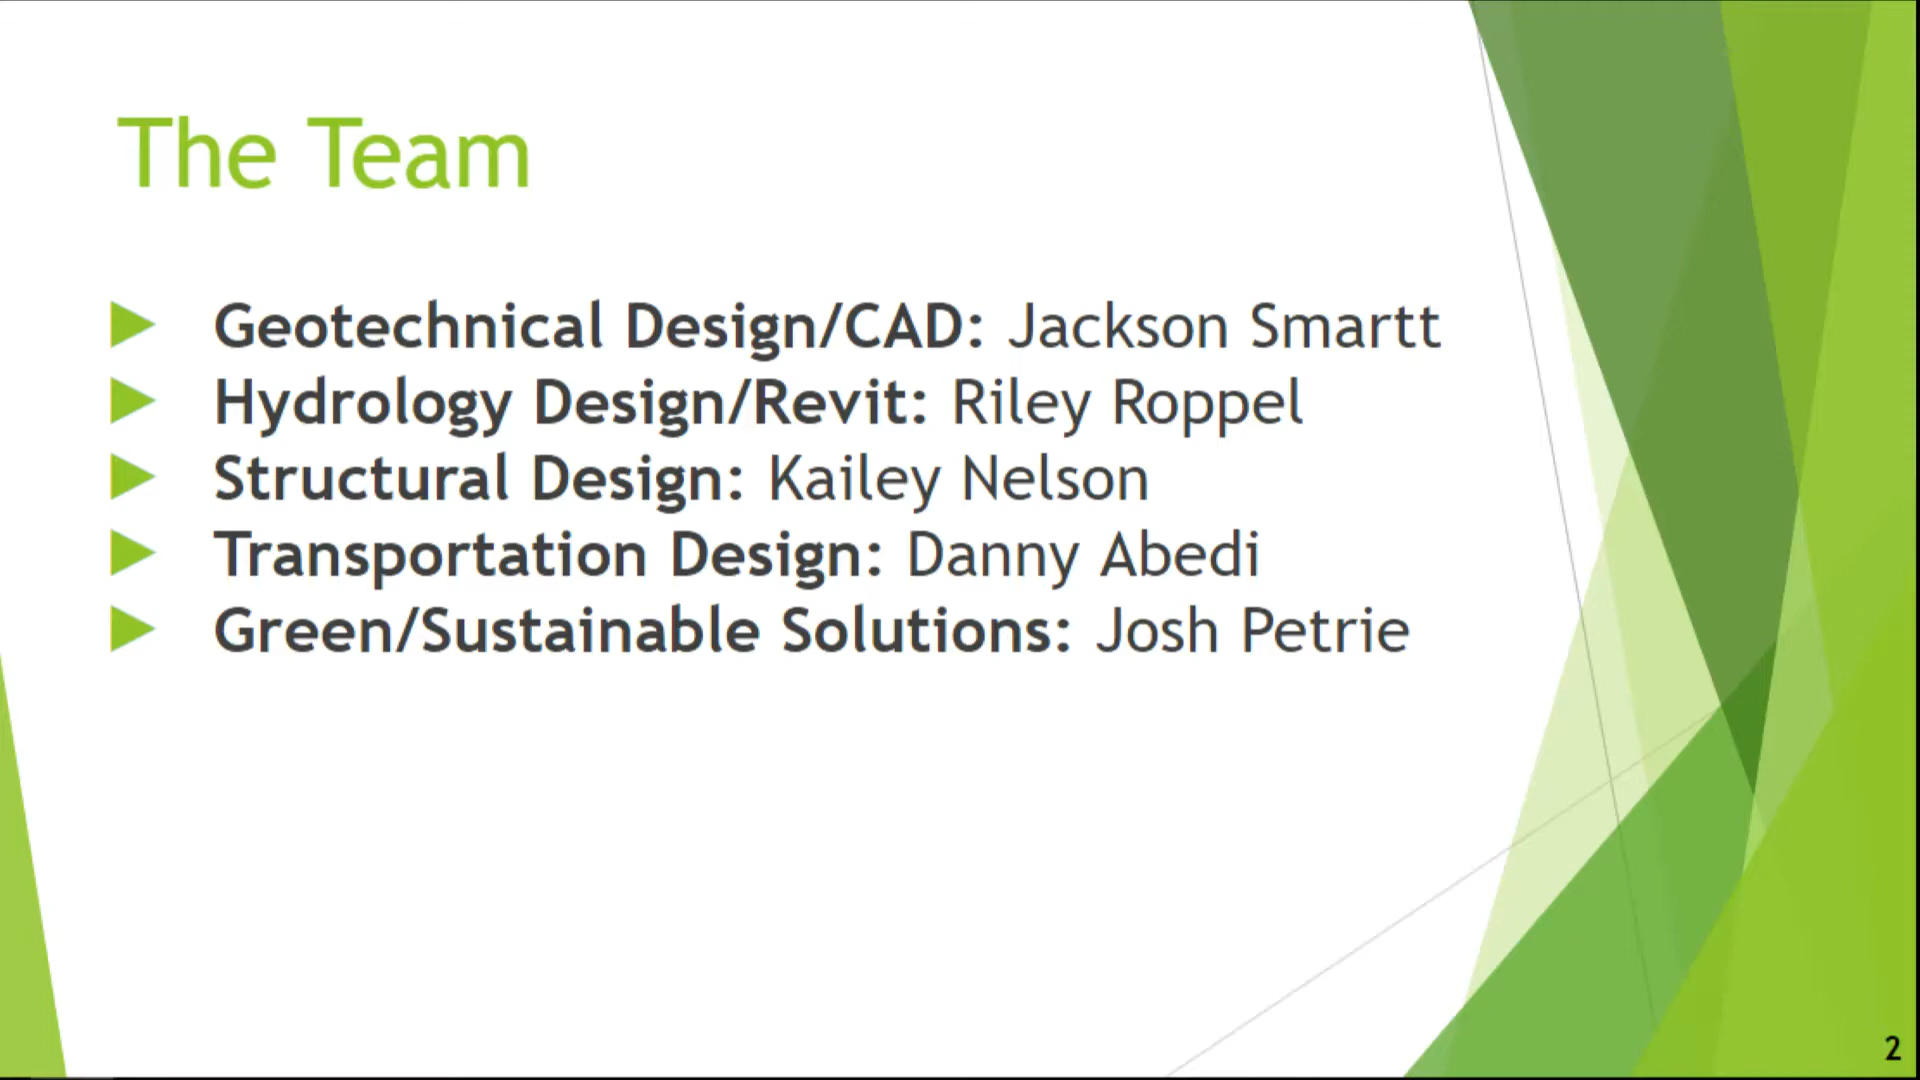 The Team
Geotechnical Design/CAD: Jackson Smartt
Hydrology Design/Revit: Riley Roppel
Structural Design: Kailey Nelson
Transportation Design: Danny Abedi
Green/Sustainable Solutions: Josh Petrie
2